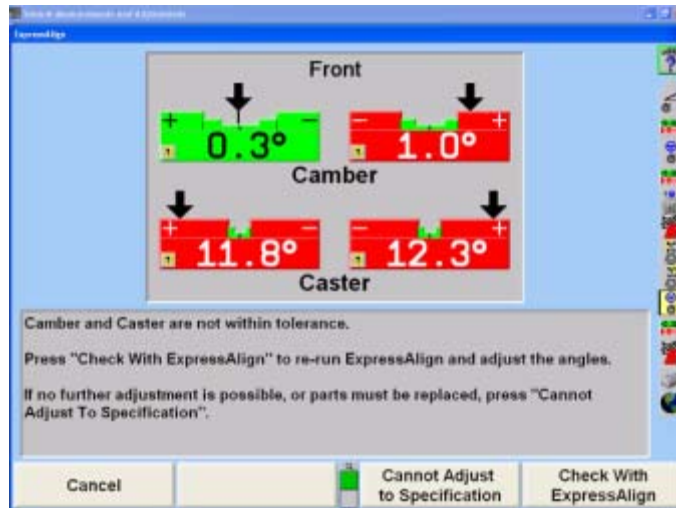 ExpressAlign
Front
+ - - +
0.3° 1.0°
Camber
+ - - +
11.8° 12.3°
Caster
Camber and Caster are not within tolerance.
Press "Check With ExpressAlign" to re-run ExpressAlign and adjust the angles.
If no further adjustment is possible, or parts must be replaced, press "Cannot
Adjust To Specification".
Cancel
Cannot Adjust
to Specification
Check With
ExpressAlign